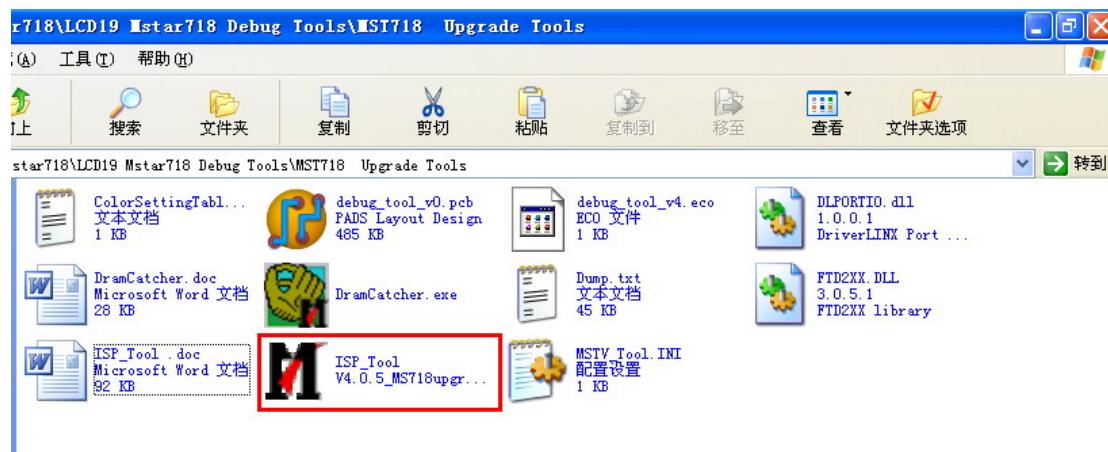 r718\LCD19 Mstar718 Debug Tools\MST718  Upgrade Tools
(A) 工具(T) 帮助(H)
上 搜索 文件夹 复制 剪切 粘贴 复制到 移至 查看 文件夹选项
star718\LCD19 Mstar718 Debug Tools\MST718  Upgrade Tools 转到
ColorSettingTabl...
文本文档
1 KB
debug_tool_v0.pcb
PADS Layout Design
485 KB
debug_tool_v4.eco
ECO 文件
1 KB
DLPORTIO.dll
1.0.0.1
DriverLINX Port ...
DramCatcher.doc
Microsoft Word 文档
28 KB
DramCatcher.exe
Dump.txt
文本文档
45 KB
FTD2XX.DLL
3.0.5.1
FTD2XX library
ISP_Tool .doc
Microsoft Word 文档
92 KB
ISP_Tool
V4.0.5_MS718upgr...
MSTV_Tool.INI
配置设置
1 KB